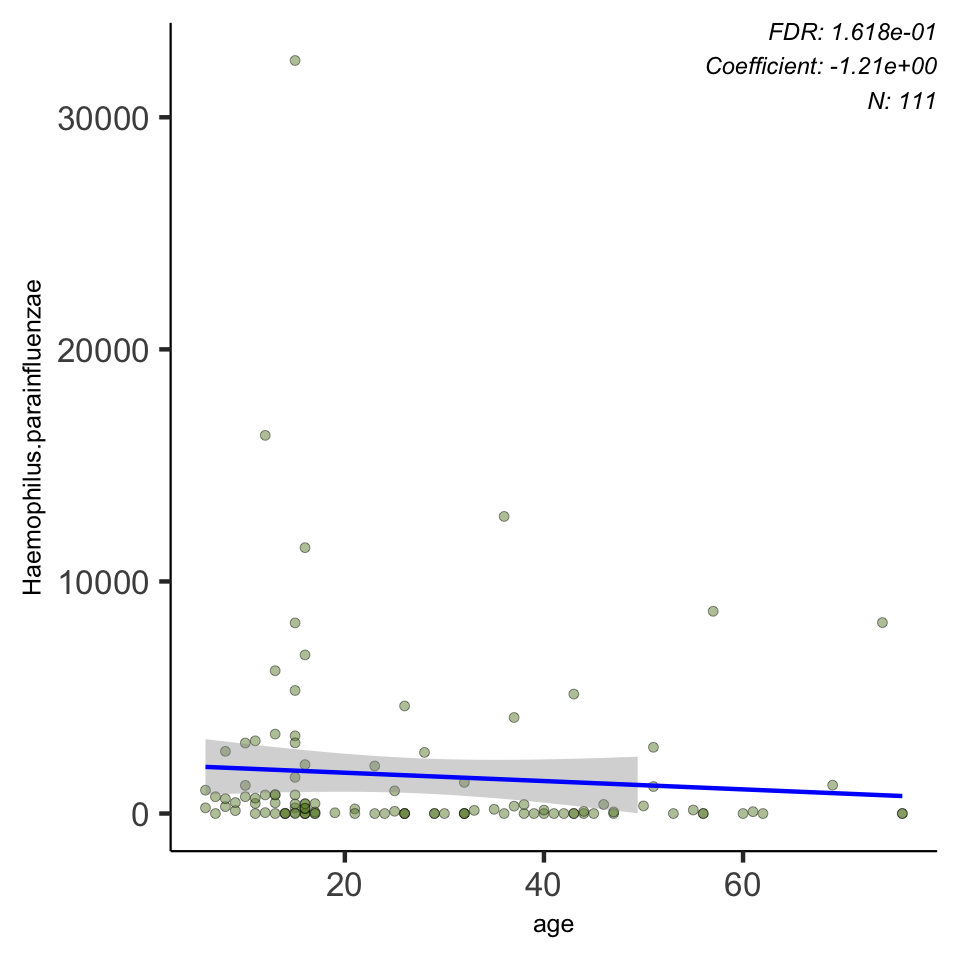 FDR: 1.618e-01
Coefficient: -1.21e+00
N: 111
30000
20000
10000
0
Haemophilus.parainfluenzae
20 40 60
age